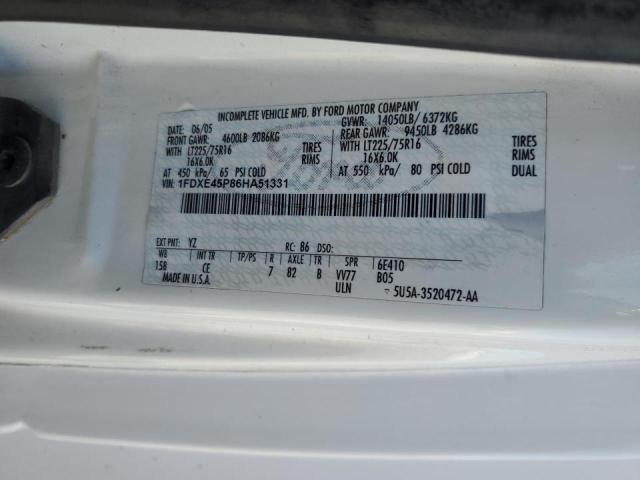 INCOMPLETE VEHICLE MFD. BY FORD MOTOR COMPANY
06/05 GVWR: 14050LB/ 6372KG
FRONT GAWR: 4600LB 2086KG REAR GAWR: 9450LB 4286KG
WITH LT225/75R16 TIRES WITH LT225/75R16 TIRES
16X6.0K RIMS 16X6.0K RIMS
AT 450 kPa/ 65 PSI COLD AT 550 kPa/ 80 PSI COLD DUAL
VIN: 1FDXE45P86HA51331
EXT PNT: YZ RC: B6 DSO:
WB INT TR TP/PS R AXLE TR SPR 6E410
158 CE 7 B2 B VV77 B05
MADE IN U.S.A. ULN 5U5A-3520472-AA